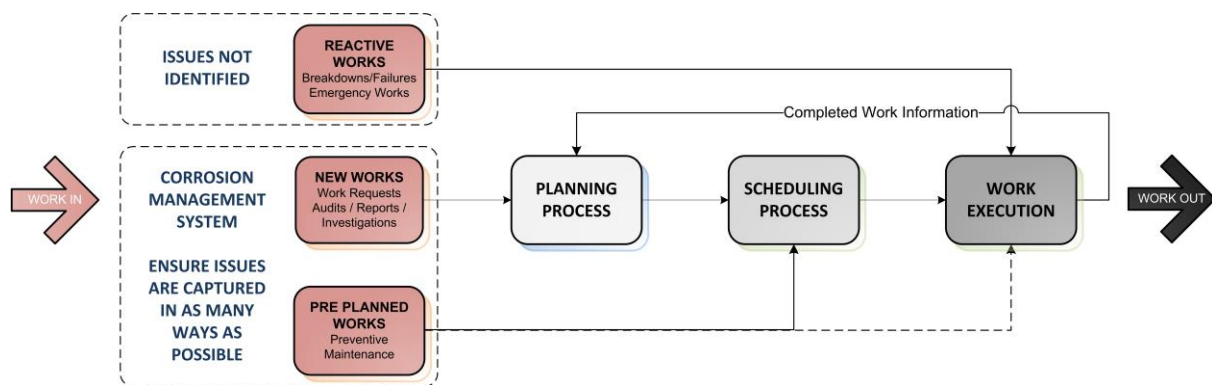 ISSUES NOT
IDENTIFIED
REACTIVE
WORKS
Breakdowns/Failures
Emergency Works
Completed Work Information
WORK IN
CORROSION
MANAGEMENT
SYSTEM
NEW WORKS
Work Requests
Audits / Reports /
Investigations
PLANNING
PROCESS
SCHEDULING
PROCESS
WORK
EXECUTION
WORK OUT
ENSURE ISSUES
ARE CAPTURED
IN AS MANY
WAYS AS
POSSIBLE
PRE PLANNED
WORKS
Preventive
Maintenance